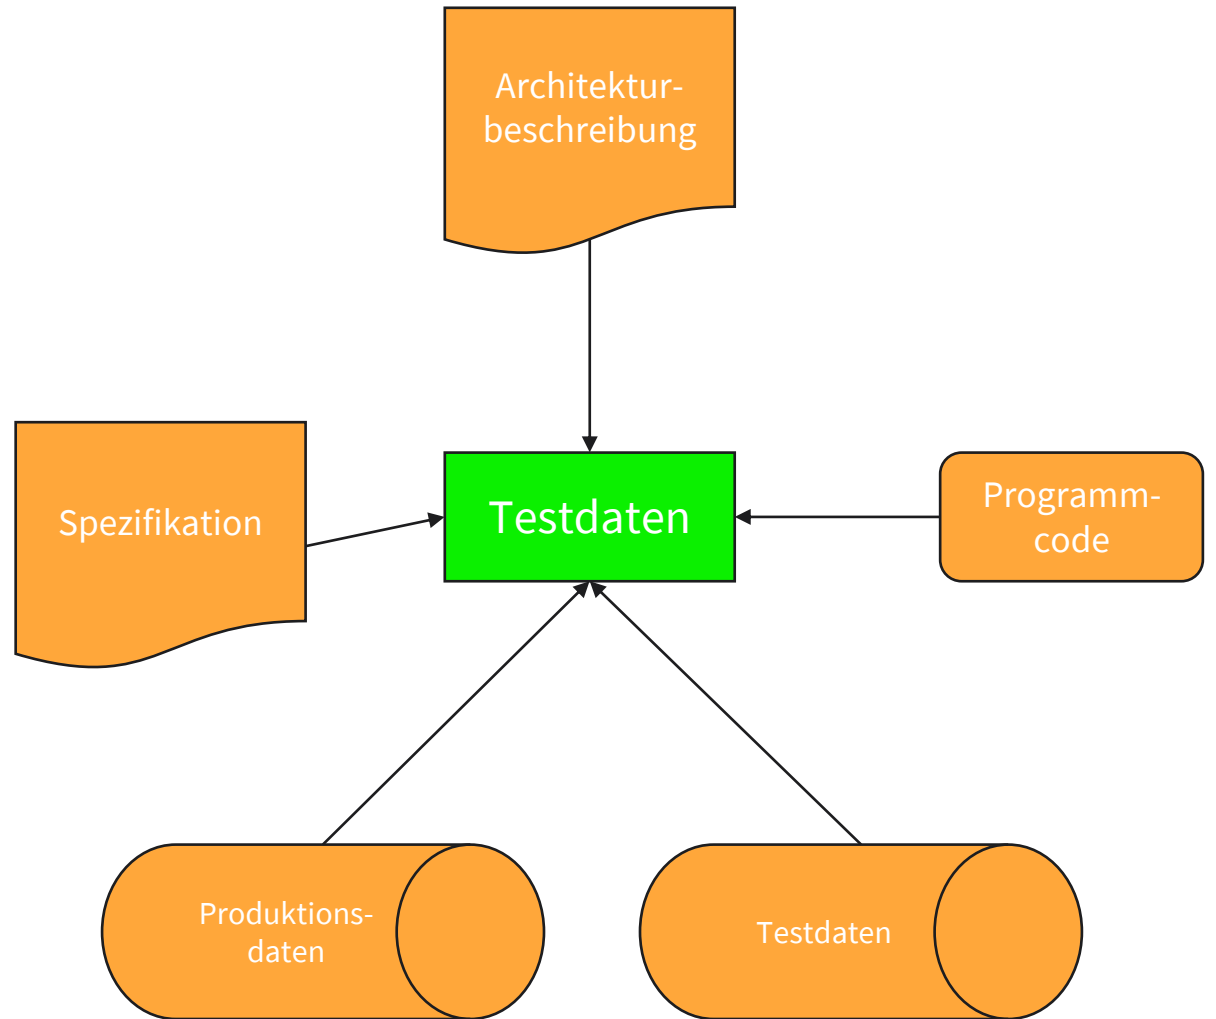 Architektur-
beschreibung
Spezifikation
Testdaten
Programm-
code
Produktions-
daten
Testdaten